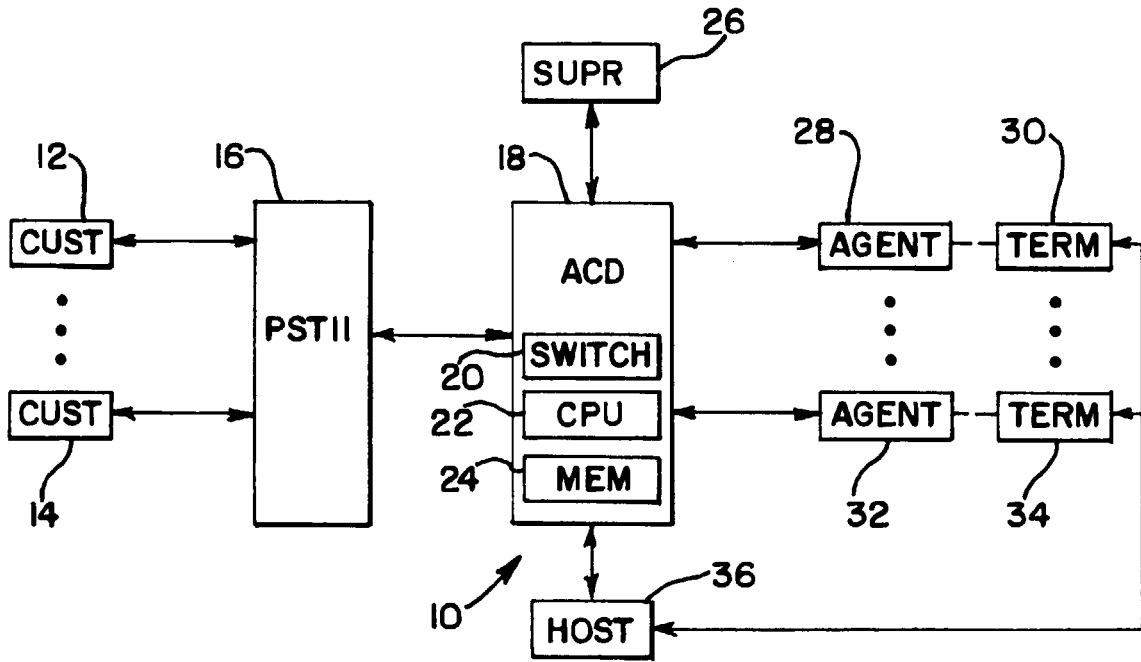 26
SUPR
12
16
18
28
30
CUST
AGENT
TERM
ACD
PST11
SWITCH
20
CUST
CPU
22
AGENT
TERM
24
MEM
14
32
34
10
36
HOST